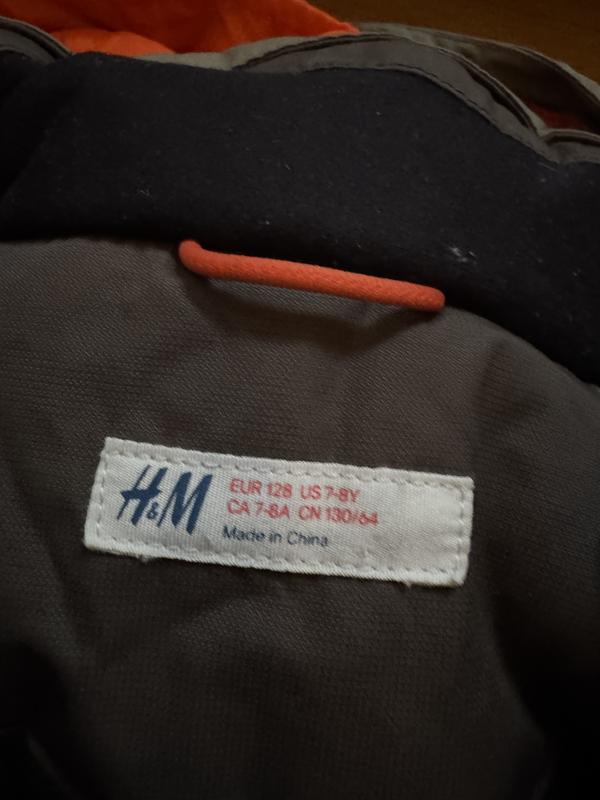 H&M
EUR 128 US 7-8Y
CA 7-8A CN 130/64
Made in China